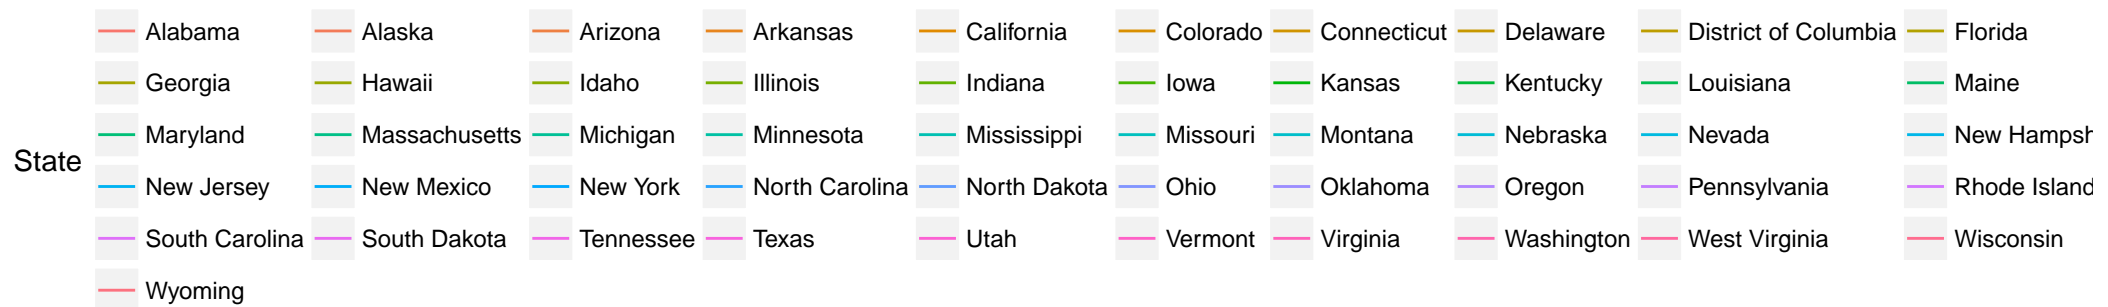 Alabama Alaska Arizona Arkansas California Colorado Connecticut Delaware District of Columbia Florida
Georgia Hawaii Idaho Illinois Indiana Iowa Kansas Kentucky Louisiana Maine
Maryland Massachusetts Michigan Minnesota Mississippi Missouri Montana Nebraska Nevada New Hampsh
State
New Jersey New Mexico New York North Carolina North Dakota Ohio Oklahoma Oregon Pennsylvania Rhode Island
South Carolina South Dakota Tennessee Texas Utah Vermont Virginia Washington West Virginia Wisconsin
Wyoming